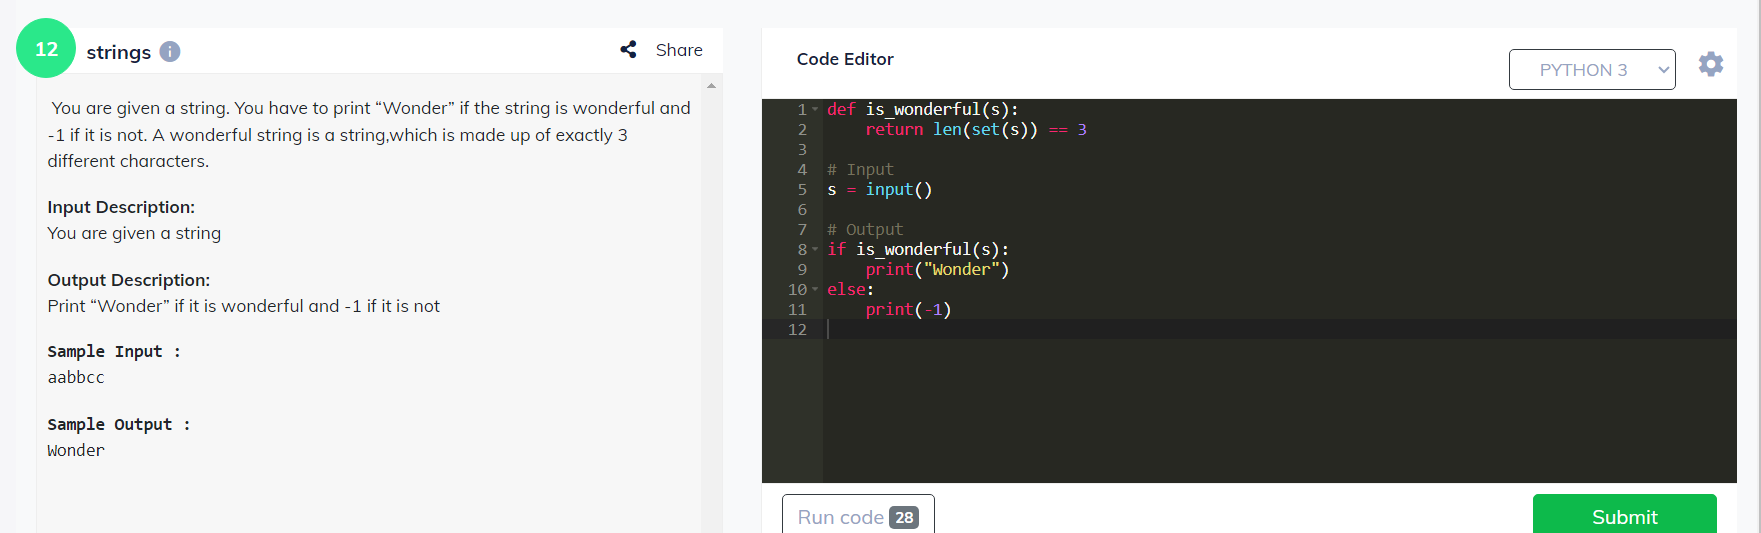 12
strings
Share
You are given a string. You have to print “Wonder” if the string is wonderful and
-1 if it is not. A wonderful string is a string,which is made up of exactly 3
different characters.
Input Description:
You are given a string
Output Description:
Print “Wonder” if it is wonderful and -1 if it is not
Sample Input :
aabbcc
Sample Output :
Wonder
Code Editor
PYTHON 3
1 def is_wonderful(s):
2     return len(set(s)) == 3
3
4 # Input
5 s = input()
6
7 # Output
8 if is_wonderful(s):
9     print("Wonder")
10 else:
11     print(-1)
12
Run code 28
Submit